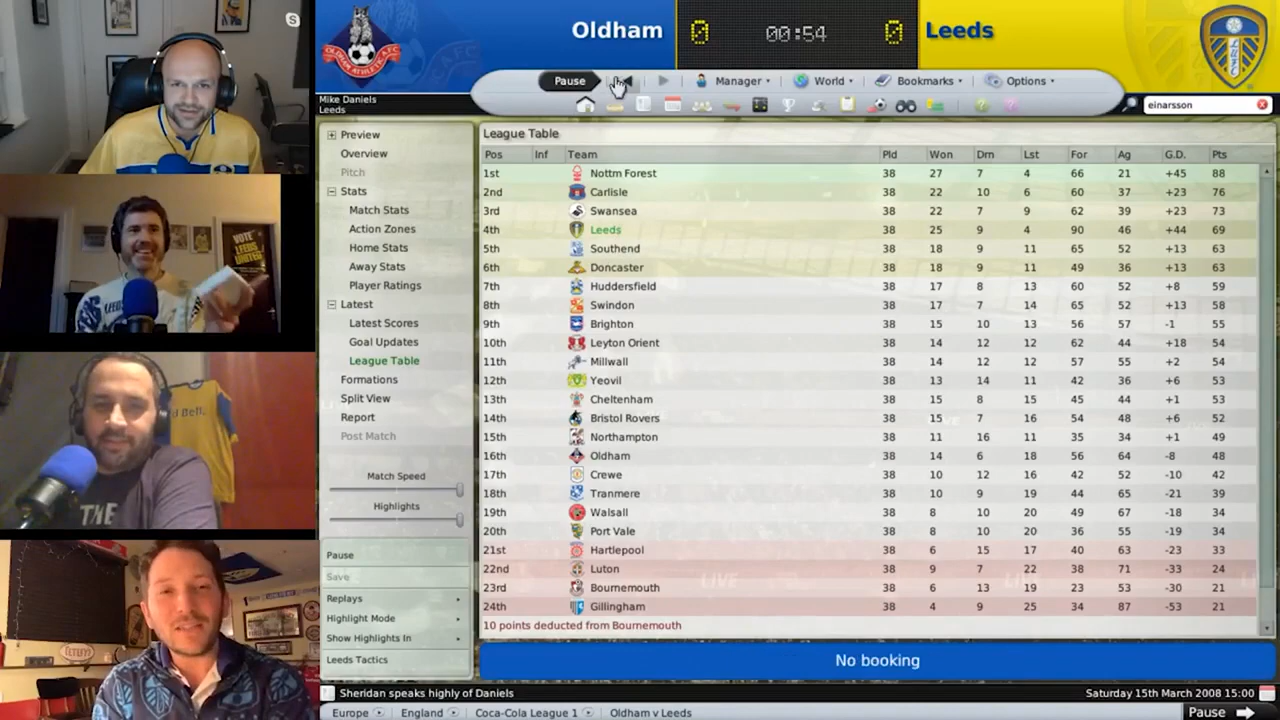 Oldham 0 00:54 0 Leeds
Pause Manager World Bookmarks Options
Mike Daniels
Leeds
einarsson
Preview
Overview
Pitch
Stats
Match Stats
Action Zones
Home Stats
Away Stats
Player Ratings
Latest
Latest Scores
Goal Updates
League Table
Formations
Split View
Report
Post Match
Match Speed
Highlights
Pause
Save
Replays
Highlight Mode
Show Highlights In
Leeds Tactics
League Table
Pos Inf Team Pld Won Drn Lst For Ag G.D. Pts
1st Nottm Forest 38 27 7 4 66 21 +45 88
2nd Carlisle 38 22 10 6 60 37 +23 76
3rd Swansea 38 22 7 9 62 39 +23 73
4th Leeds 38 25 9 4 90 46 +44 69
5th Southend 38 18 9 11 65 52 +13 63
6th Doncaster 38 18 9 11 49 36 +13 63
7th Huddersfield 38 17 8 13 60 52 +8 59
8th Swindon 38 17 7 14 65 52 +13 58
9th Brighton 38 15 10 13 56 57 -1 55
10th Leyton Orient 38 14 12 12 62 44 +18 54
11th Millwall 38 14 12 12 57 55 +2 54
12th Yeovil 38 13 14 11 42 36 +6 53
13th Cheltenham 38 15 8 15 45 44 +1 53
14th Bristol Rovers 38 15 7 16 54 48 +6 52
15th Northampton 38 11 16 11 35 34 +1 49
16th Oldham 38 14 6 18 56 64 -8 48
17th Crewe 38 10 12 16 42 52 -10 42
18th Tranmere 38 10 9 19 44 65 -21 39
19th Walsall 38 8 10 20 49 67 -18 34
20th Port Vale 38 8 10 20 36 55 -19 34
21st Hartlepool 38 6 15 17 40 63 -23 33
22nd Luton 38 9 7 22 38 71 -33 24
23rd Bournemouth 38 6 13 19 23 53 -30 21
24th Gillingham 38 4 9 25 34 87 -53 21
10 points deducted from Bournemouth
No booking
Sheridan speaks highly of Daniels Saturday 15th March 2008 15:00
Europe England Coca-Cola League 1 Oldham v Leeds Pause
VOTE
LEEDS
UNITED
THE